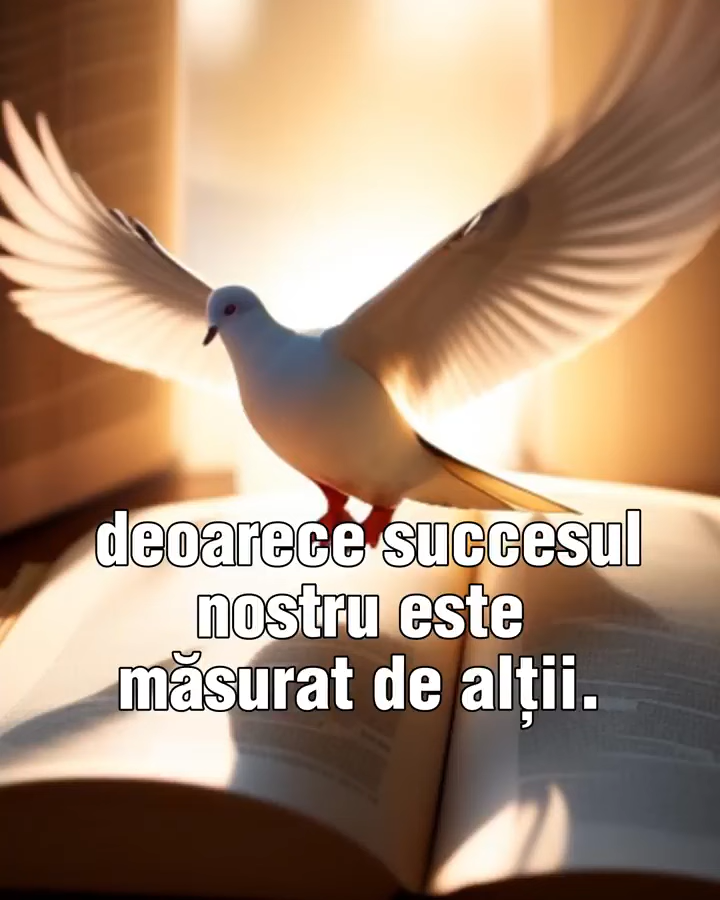 deoarece succesul
nostru este
măsurat de alții.